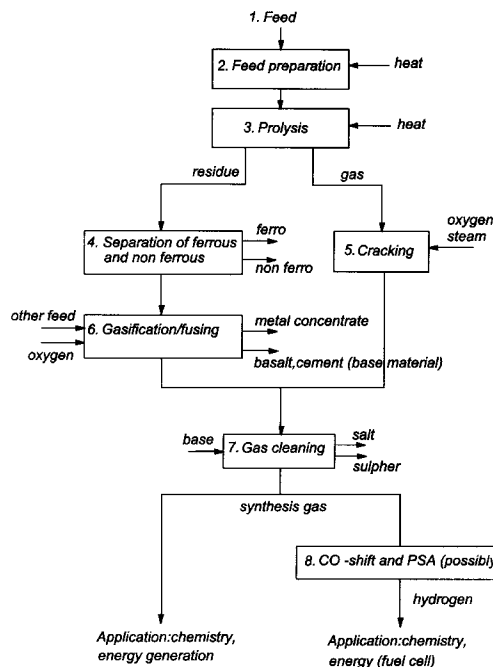 1. Feed
2. Feed preparation
heat
3. Prolysis
heat
residue
gas
4. Separation of ferrous
and non ferrous
ferro
non ferro
5. Cracking
oxygen
steam
other feed
oxygen
6. Gasification/fusing
metal concentrate
basalt,cement (base material)
base
7. Gas cleaning
salt
sulpher
synthesis gas
8. CO -shift and PSA (possibly)
hydrogen
Application:chemistry,
energy generation
Application:chemistry,
energy (fuel cell)